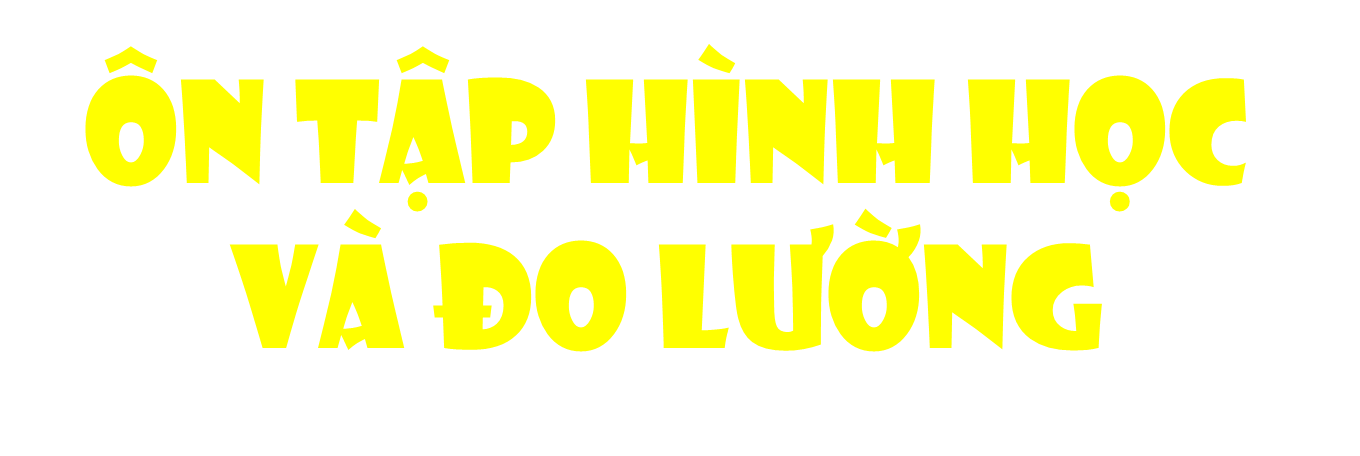 ÔN TẬP HÌNH HỌC
VÀ ĐO LƯỜNG